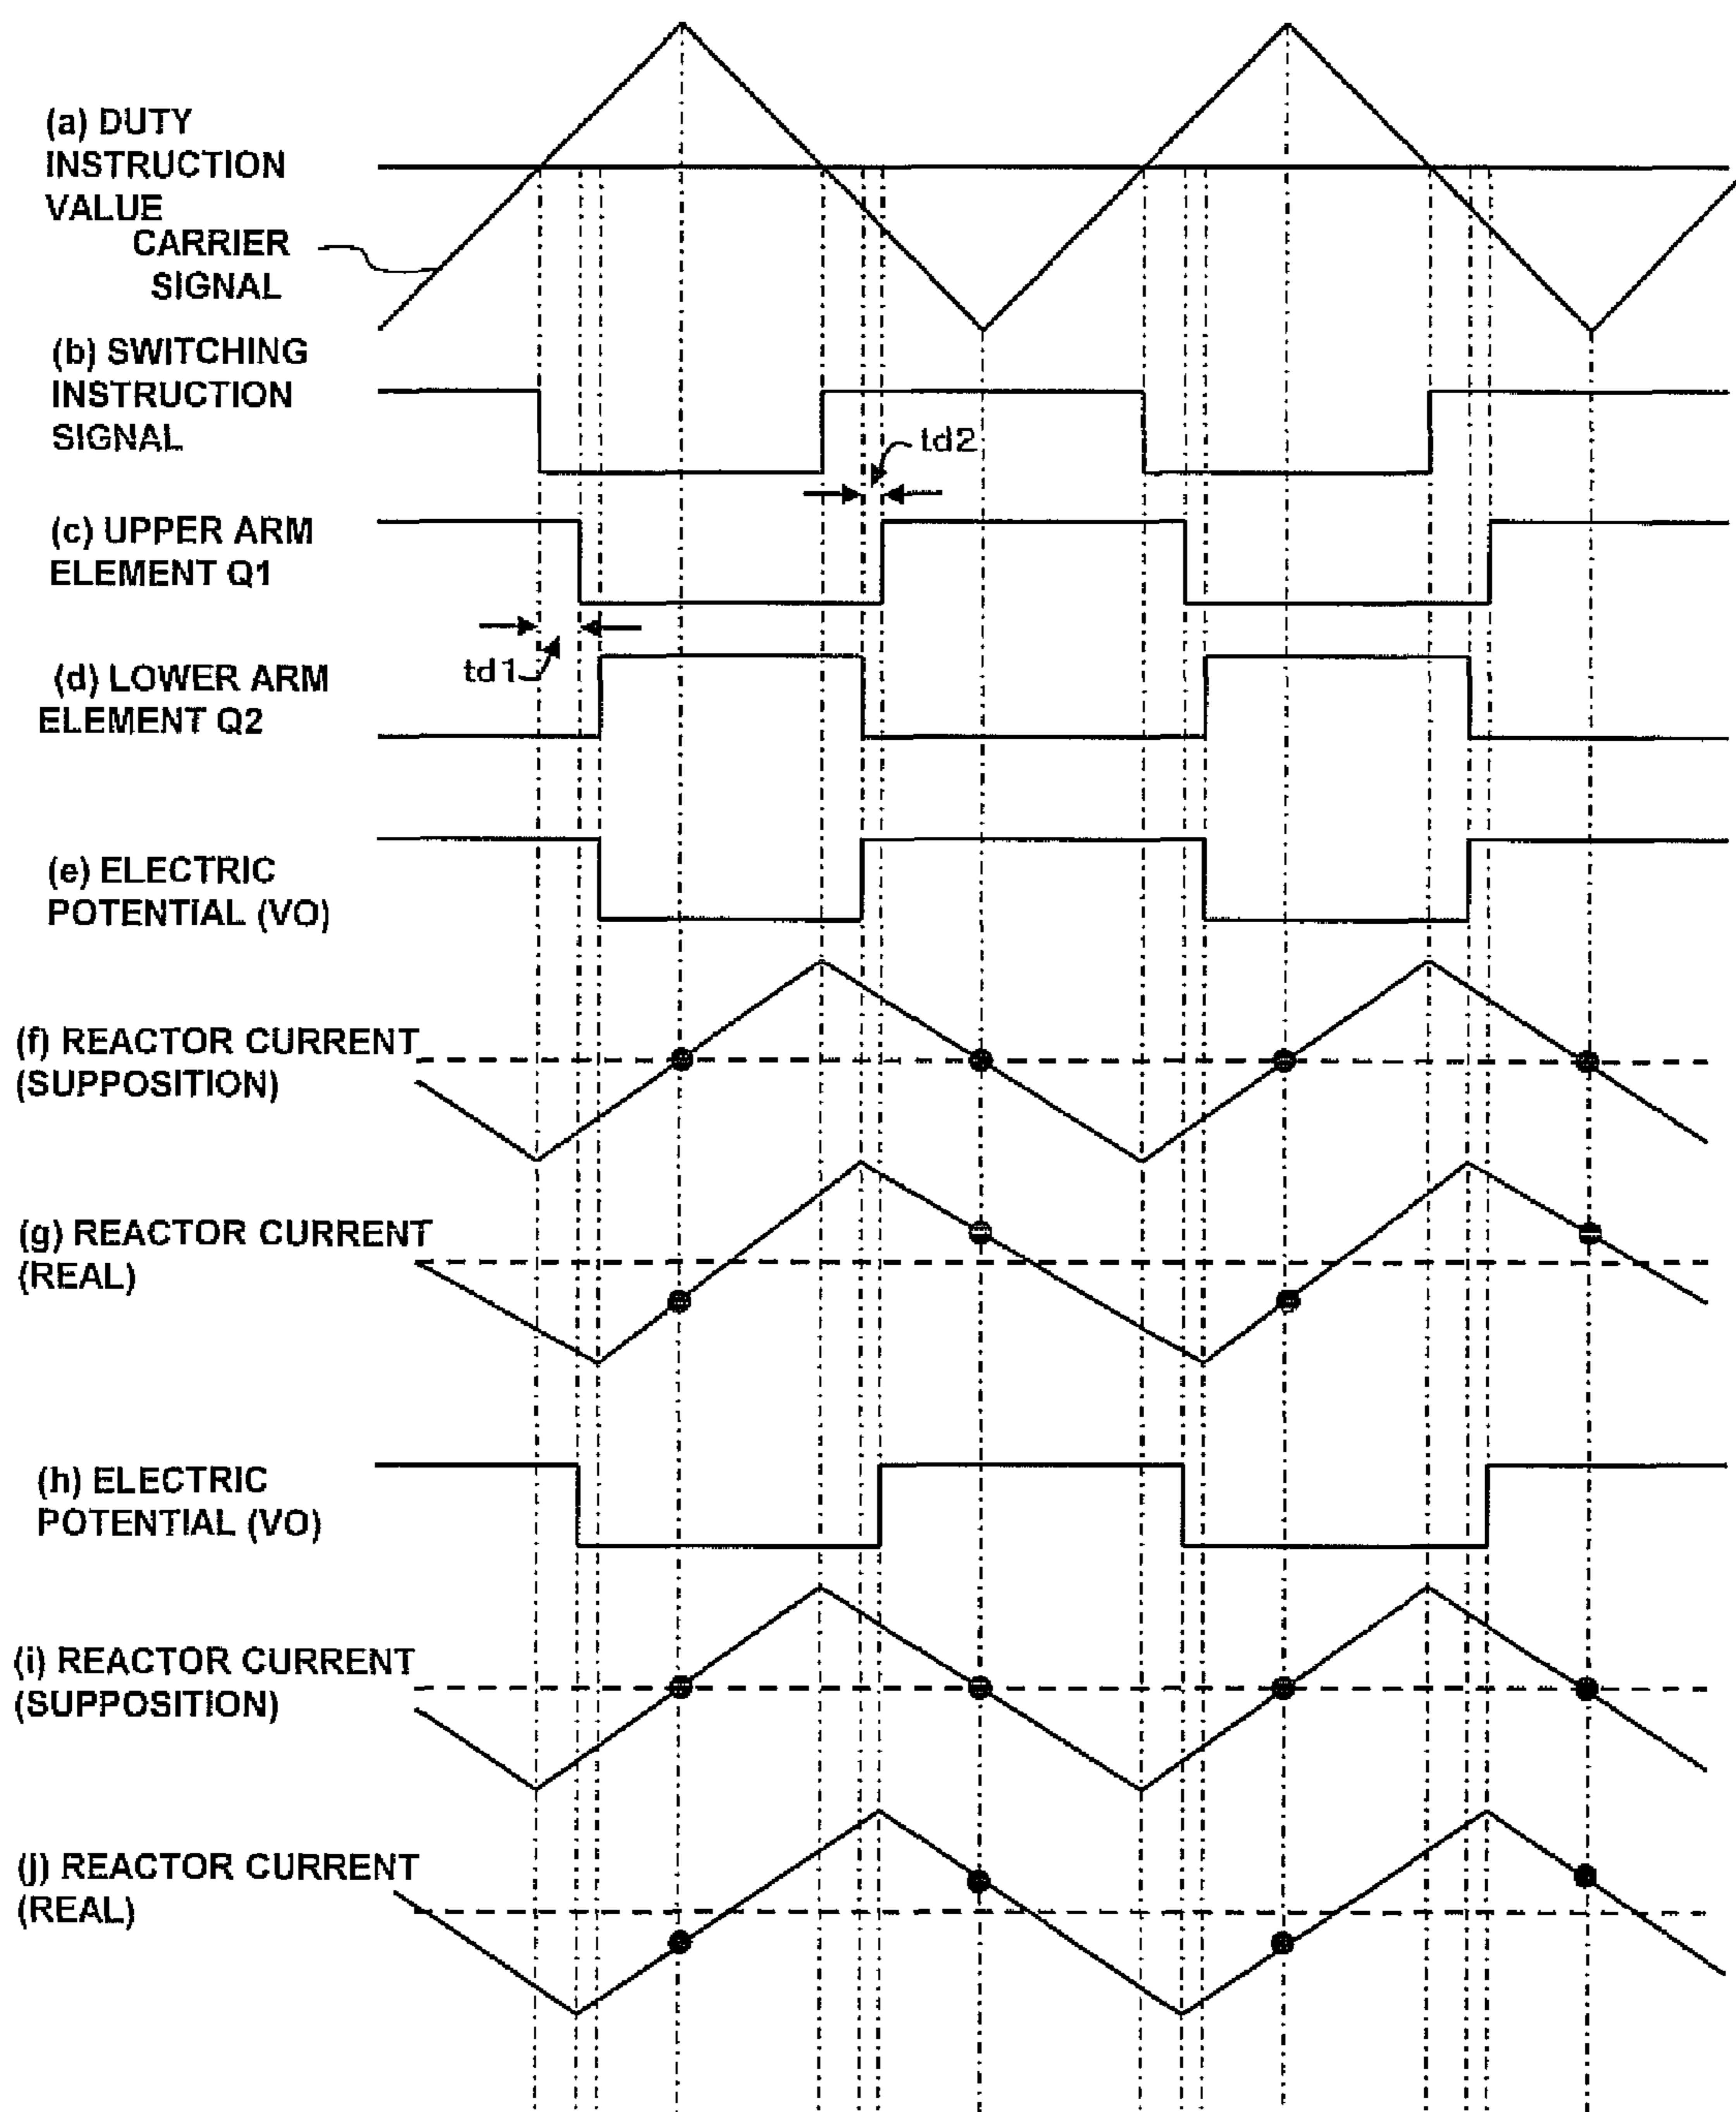 (a) DUTY
INSTRUCTION
VALUE
CARRIER
SIGNAL
(b) SWITCHING
INSTRUCTION
SIGNAL
td2
(c) UPPER ARM
ELEMENT Q1
td1
(d) LOWER ARM
ELEMENT Q2
(e) ELECTRIC
POTENTIAL (VO)
(f) REACTOR CURRENT
(SUPPOSITION)
(g) REACTOR CURRENT
(REAL)
(h) ELECTRIC
POTENTIAL (VO)
(i) REACTOR CURRENT
(SUPPOSITION)
(j) REACTOR CURRENT
(REAL)